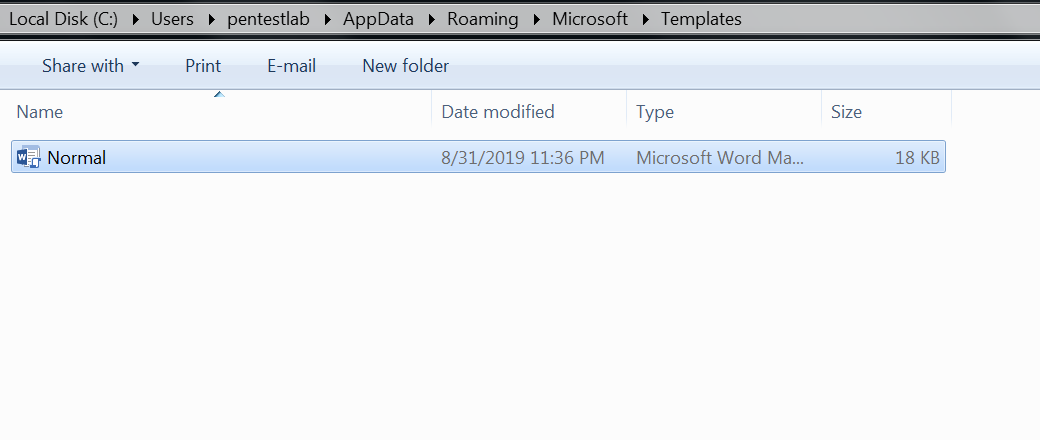 Local Disk (C:) Users pentestlab AppData Roaming Microsoft Templates
Share with Print E-mail New folder
Name Date modified Type Size
Normal 8/31/2019 11:36 PM Microsoft Word Ma... 18 KB